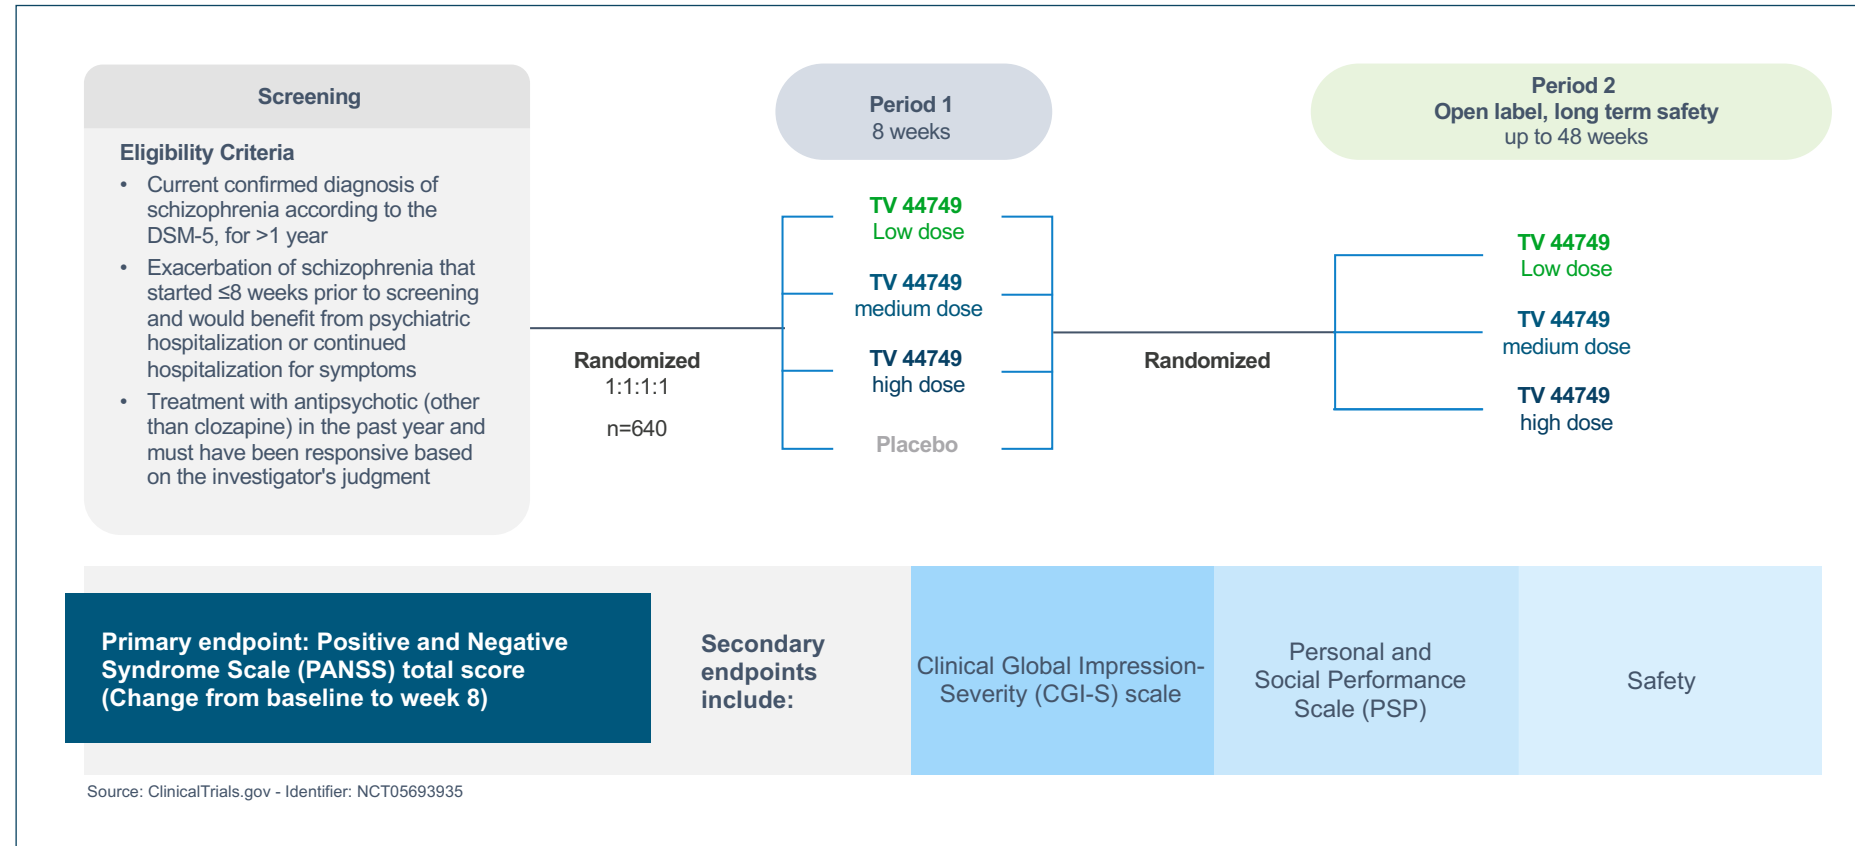 Screening
Eligibility Criteria
• Current confirmed diagnosis of
schizophrenia according to the
DSM-5, for >1 year
• Exacerbation of schizophrenia that
started ≤8 weeks prior to screening
and would benefit from psychiatric
hospitalization or continued
hospitalization for symptoms
• Treatment with antipsychotic (other
than clozapine) in the past year and
must have been responsive based
on the investigator's judgment
Randomized
1:1:1:1
n=640
Period 1
8 weeks
TV 44749
Low dose
TV 44749
medium dose
TV 44749
high dose
Placebo
Randomized
Period 2
Open label, long term safety
up to 48 weeks
TV 44749
Low dose
TV 44749
medium dose
TV 44749
high dose
Primary endpoint: Positive and Negative
Syndrome Scale (PANSS) total score
(Change from baseline to week 8)
Secondary
endpoints
include:
Clinical Global Impression-
Severity (CGI-S) scale
Personal and
Social Performance
Scale (PSP)
Safety
Source: ClinicalTrials.gov - Identifier: NCT05693935